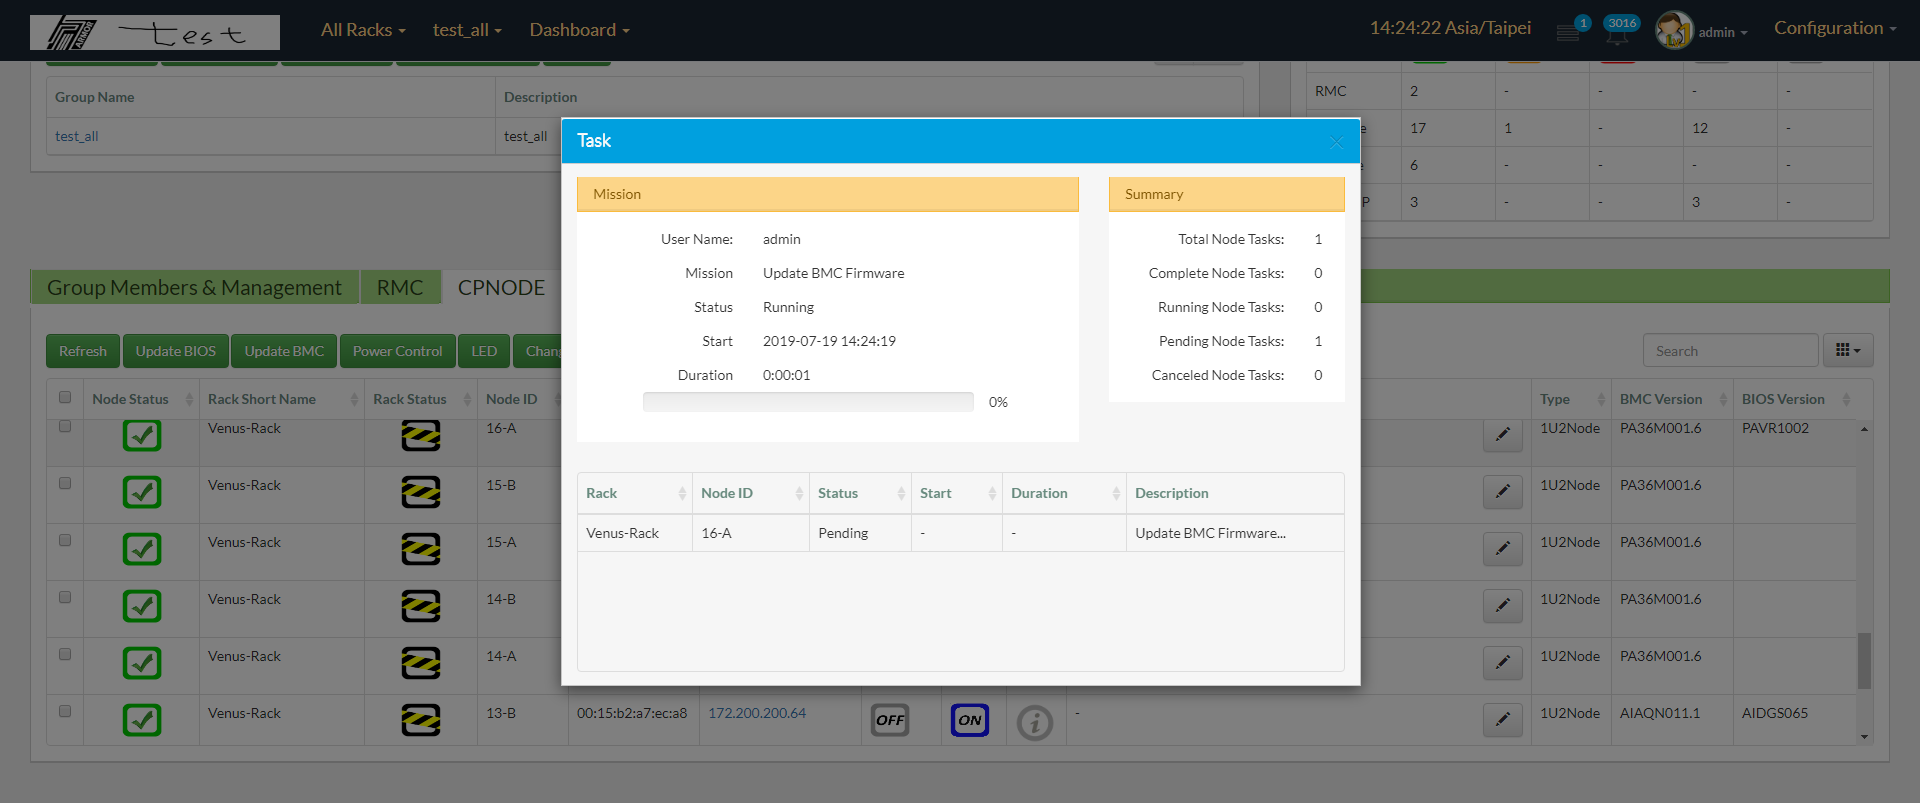 ARMOR test All Racks test_all Dashboard 14:24:22 Asia/Taipei 1 3016 admin Configuration
Group Name Description
test_all test_all
RMC 2 - - - -
e 17 1 - 12 -
e 6 - - - -
P 3 - - 3 -
Task
Mission
User Name: admin
Mission Update BMC Firmware
Status Running
Start 2019-07-19 14:24:19
Duration 0:00:01
0%
Summary
Total Node Tasks: 1
Complete Node Tasks: 0
Running Node Tasks: 0
Pending Node Tasks: 1
Canceled Node Tasks: 0
Rack Node ID Status Start Duration Description
Venus-Rack 16-A Pending - - Update BMC Firmware...
Group Members & Management RMC CPNODE
Refresh Update BIOS Update BMC Power Control LED Chan Search
Node Status Rack Short Name Rack Status Node ID Type BMC Version BIOS Version
Venus-Rack 16-A 1U2Node PA36M001.6 PAVR1002
Venus-Rack 15-B 1U2Node PA36M001.6
Venus-Rack 15-A 1U2Node PA36M001.6
Venus-Rack 14-B 1U2Node PA36M001.6
Venus-Rack 14-A 1U2Node PA36M001.6
Venus-Rack 13-B 00:15:b2:a7:ec:a8 172.200.200.64 OFF ON i - 1U2Node AIAQN011.1 AIDGS065